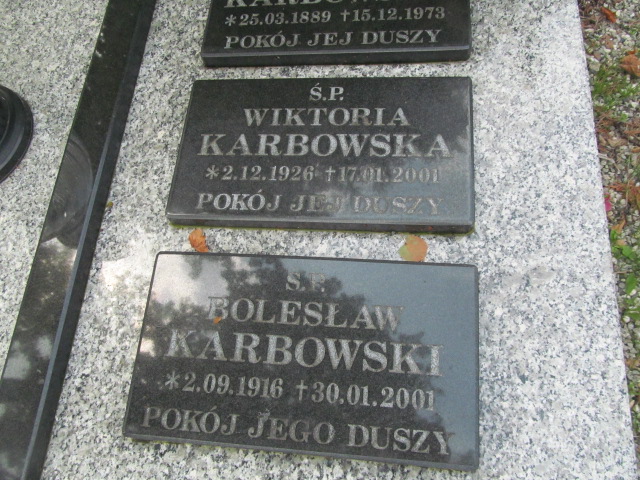 KARBOWSKA
*25.03.1889 †15.12.1973
POKÓJ JEJ DUSZY
Ś.P.
WIKTORIA
KARBOWSKA
*2.12.1926 †17.01.2001
POKÓJ JEJ DUSZY
Ś.P.
BOLESŁAW
KARBOWSKI
*2.09.1916 †30.01.2001
POKÓJ JEGO DUSZY